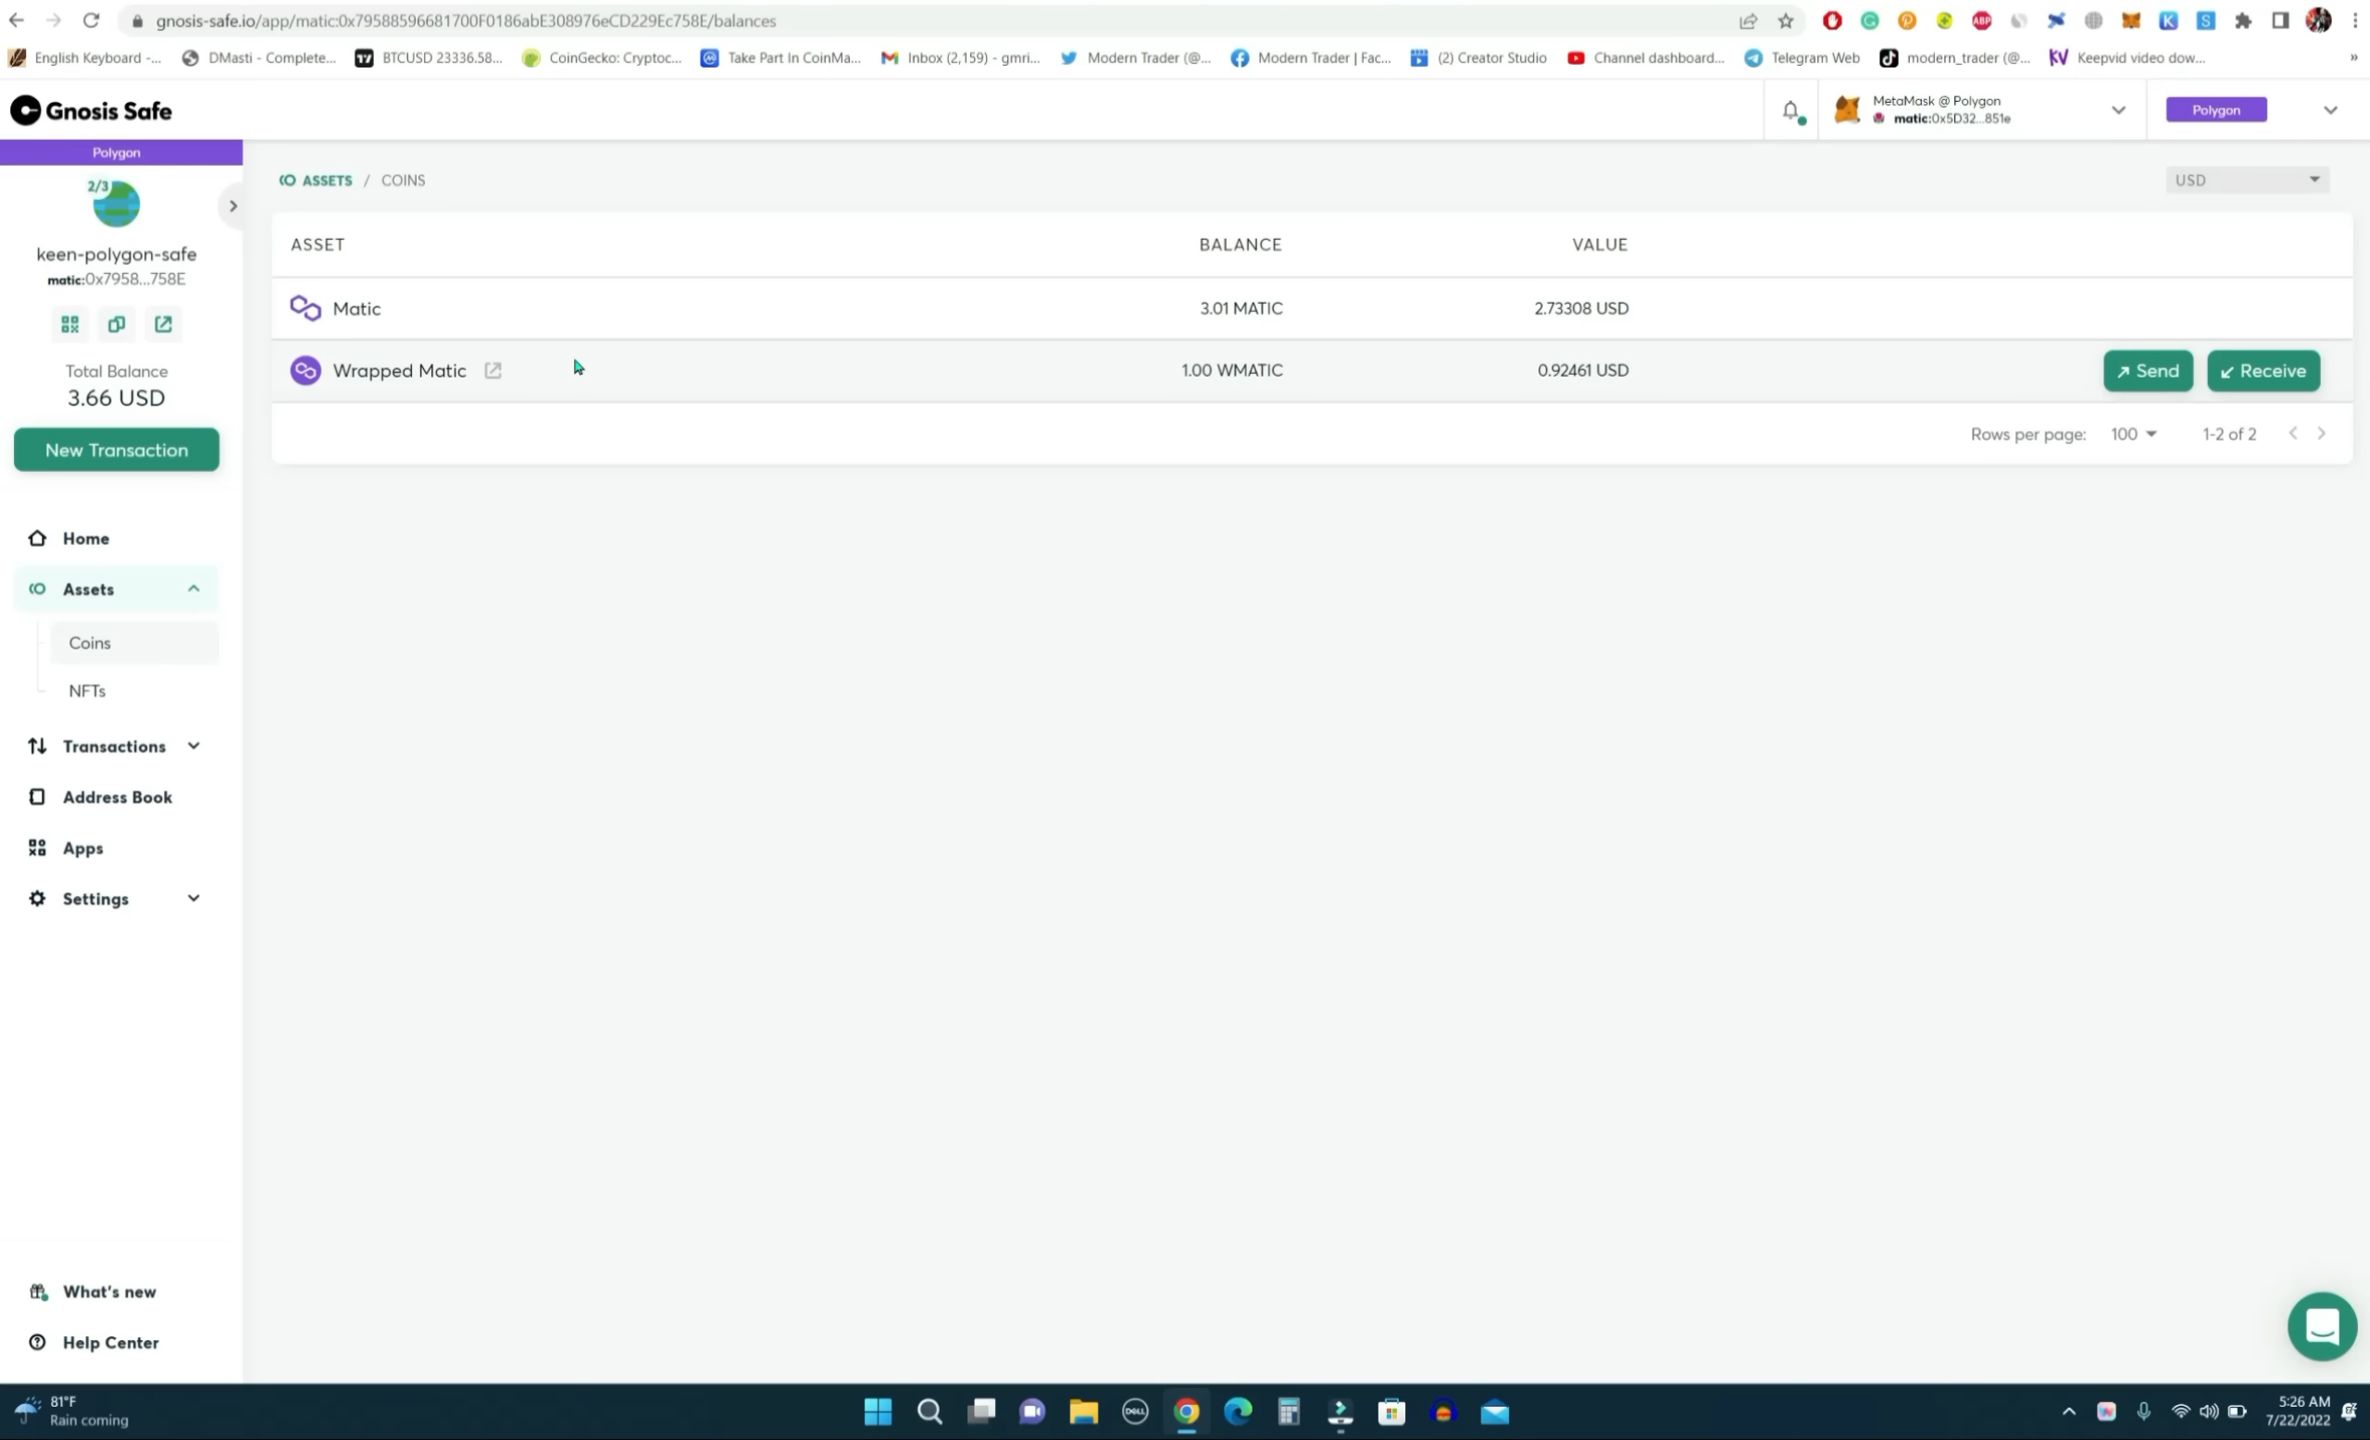 gnosis-safe.io/app/matic:0x79588596681700F0186abE308976eCD229Ec758E/balances
ABP
K
S
English Keyboard -...
DMasti - Complete...
BTCUSD 23336.58...
CoinGecko: Cryptoc...
Take Part In CoinMa...
Inbox (2,159) - gmri...
Modern Trader (@...
Modern Trader | Fac...
(2) Creator Studio
Channel dashboard...
Telegram Web
modern_trader (@...
KV
Keepvid video dow...
»
Gnosis Safe
MetaMask @ Polygon
matic:0x5D32...851e
Polygon
Polygon
2/3
keen-polygon-safe
matic:0x7958...758E
Total Balance
3.66 USD
New Transaction
Home
Assets
Coins
NFTs
Transactions
Address Book
Apps
Settings
What's new
Help Center
ASSETS / COINS
USD
ASSET BALANCE VALUE
Matic 3.01 MATIC 2.73308 USD
Wrapped Matic 1.00 WMATIC 0.92461 USD Send Receive
Rows per page: 100 1-2 of 2
81°F
Rain coming
DELL
5:26 AM
7/22/2022